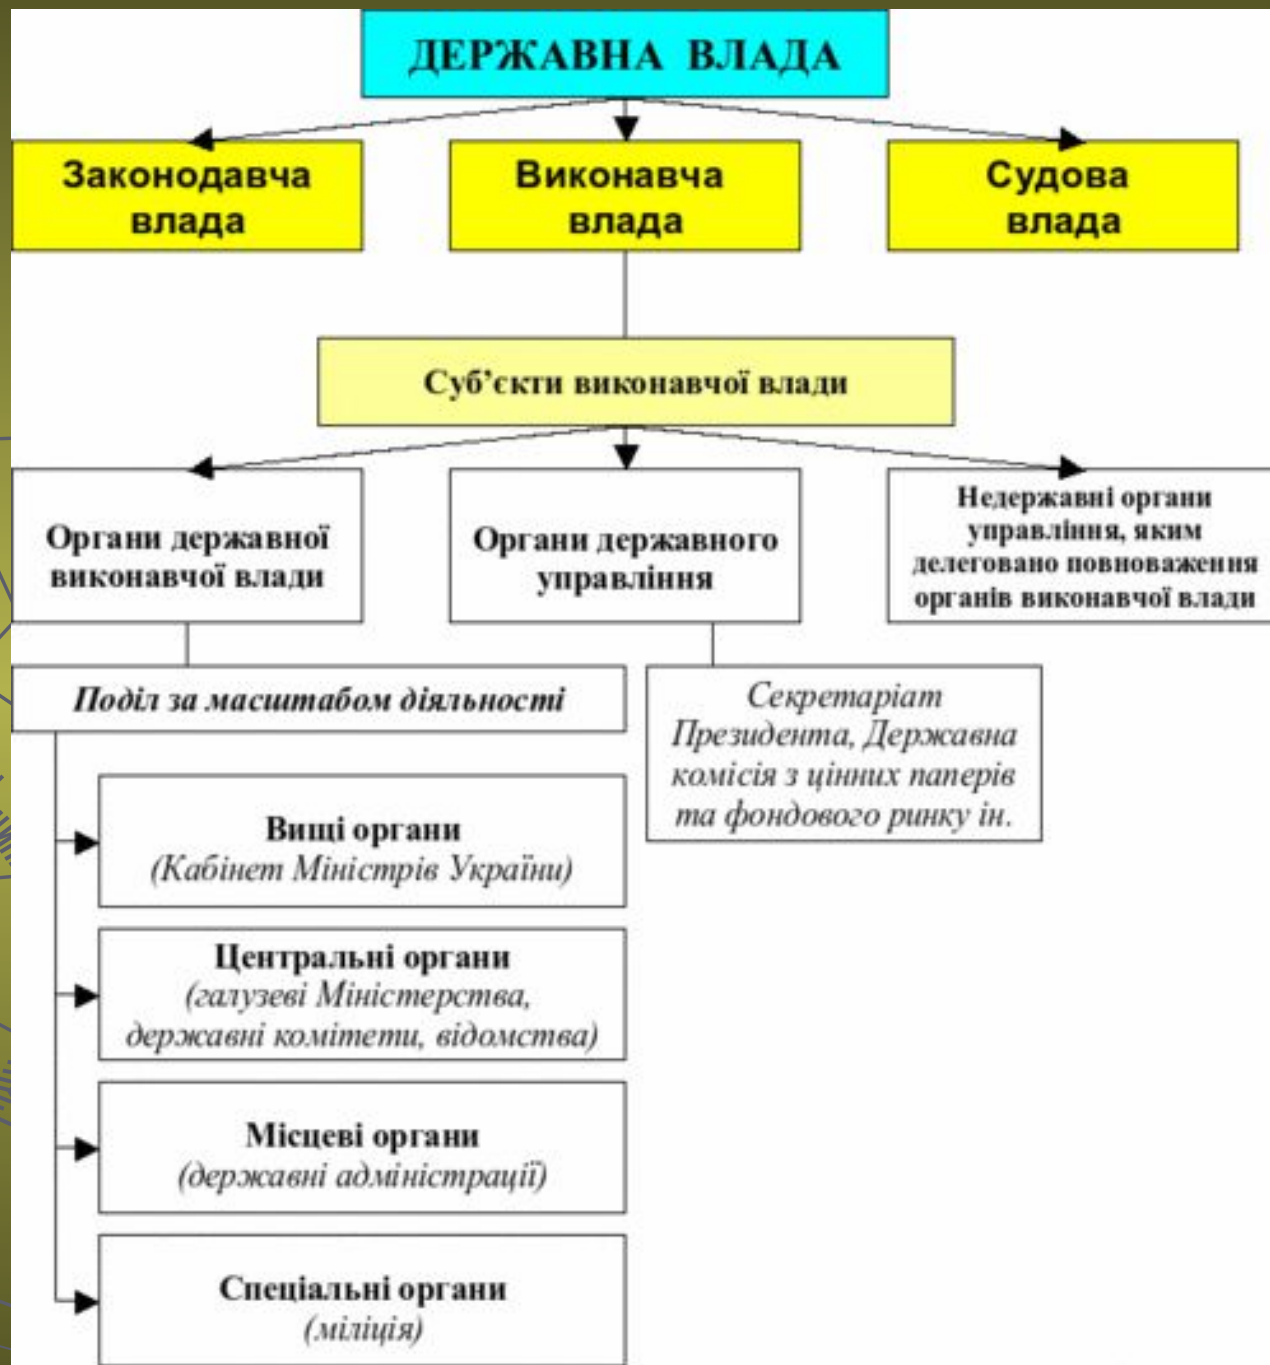 ДЕРЖАВНА ВЛАДА
Законодавча
влада
Виконавча
влада
Судова
влада
Суб’єкти виконавчої влади
Органи державної
виконавчої влади
Органи державного
управління
Недержавні органи
управління, яким
делеговано повноваження
органів виконавчої влади
Поділ за масштабом діяльності
Секретаріат
Президента, Державна
комісія з цінних паперів
та фондового ринку ін.
Вищі органи
(Кабінет Міністрів України)
Центральні органи
(галузеві Міністерства,
державні комітети, відомства)
Місцеві органи
(державні адміністрації)
Спеціальні органи
(міліція)